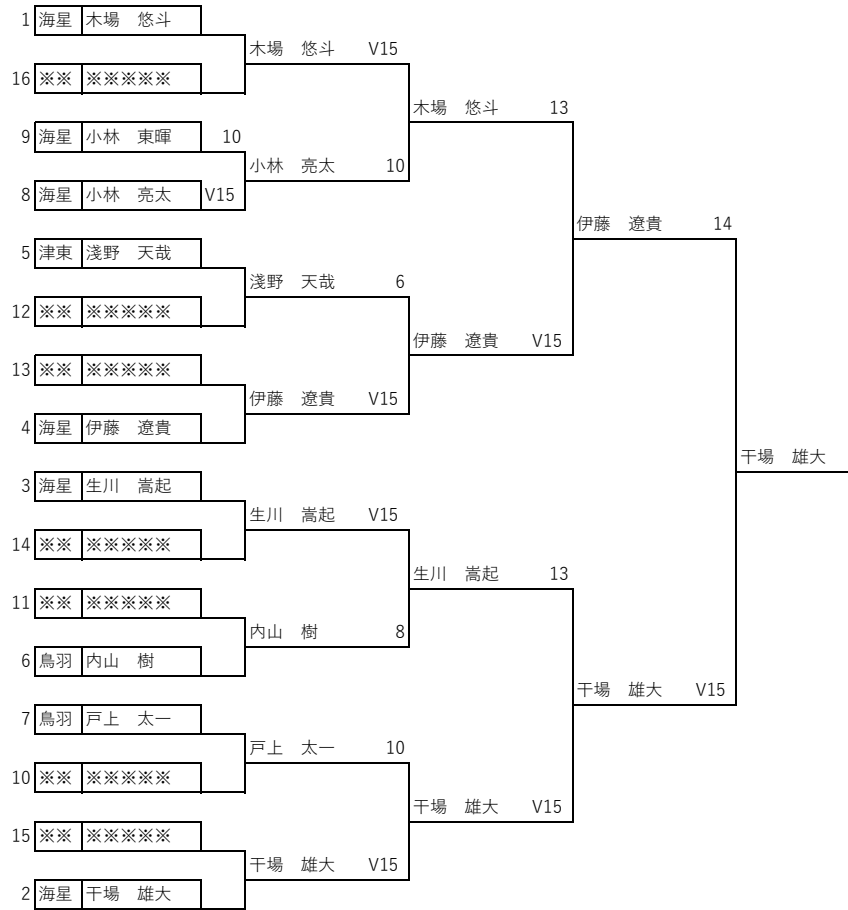 1 海星 木場　悠斗
木場　悠斗 V15
16 ※※ ※※※※※
木場　悠斗 13
9 海星 小林　東暉 10
小林　亮太 10
8 海星 小林　亮太 V15
伊藤　遼貴 14
5 津東 淺野　天哉
淺野　天哉 6
12 ※※ ※※※※※
伊藤　遼貴 V15
13 ※※ ※※※※※
伊藤　遼貴 V15
4 海星 伊藤　遼貴
干場　雄大
3 海星 生川　嵩起
生川　嵩起 V15
14 ※※ ※※※※※
生川　嵩起 13
11 ※※ ※※※※※
内山　樹 8
6 鳥羽 内山　樹
干場　雄大 V15
7 鳥羽 戸上　太一
戸上　太一 10
10 ※※ ※※※※※
干場　雄大 V15
15 ※※ ※※※※※
干場　雄大 V15
2 海星 干場　雄大